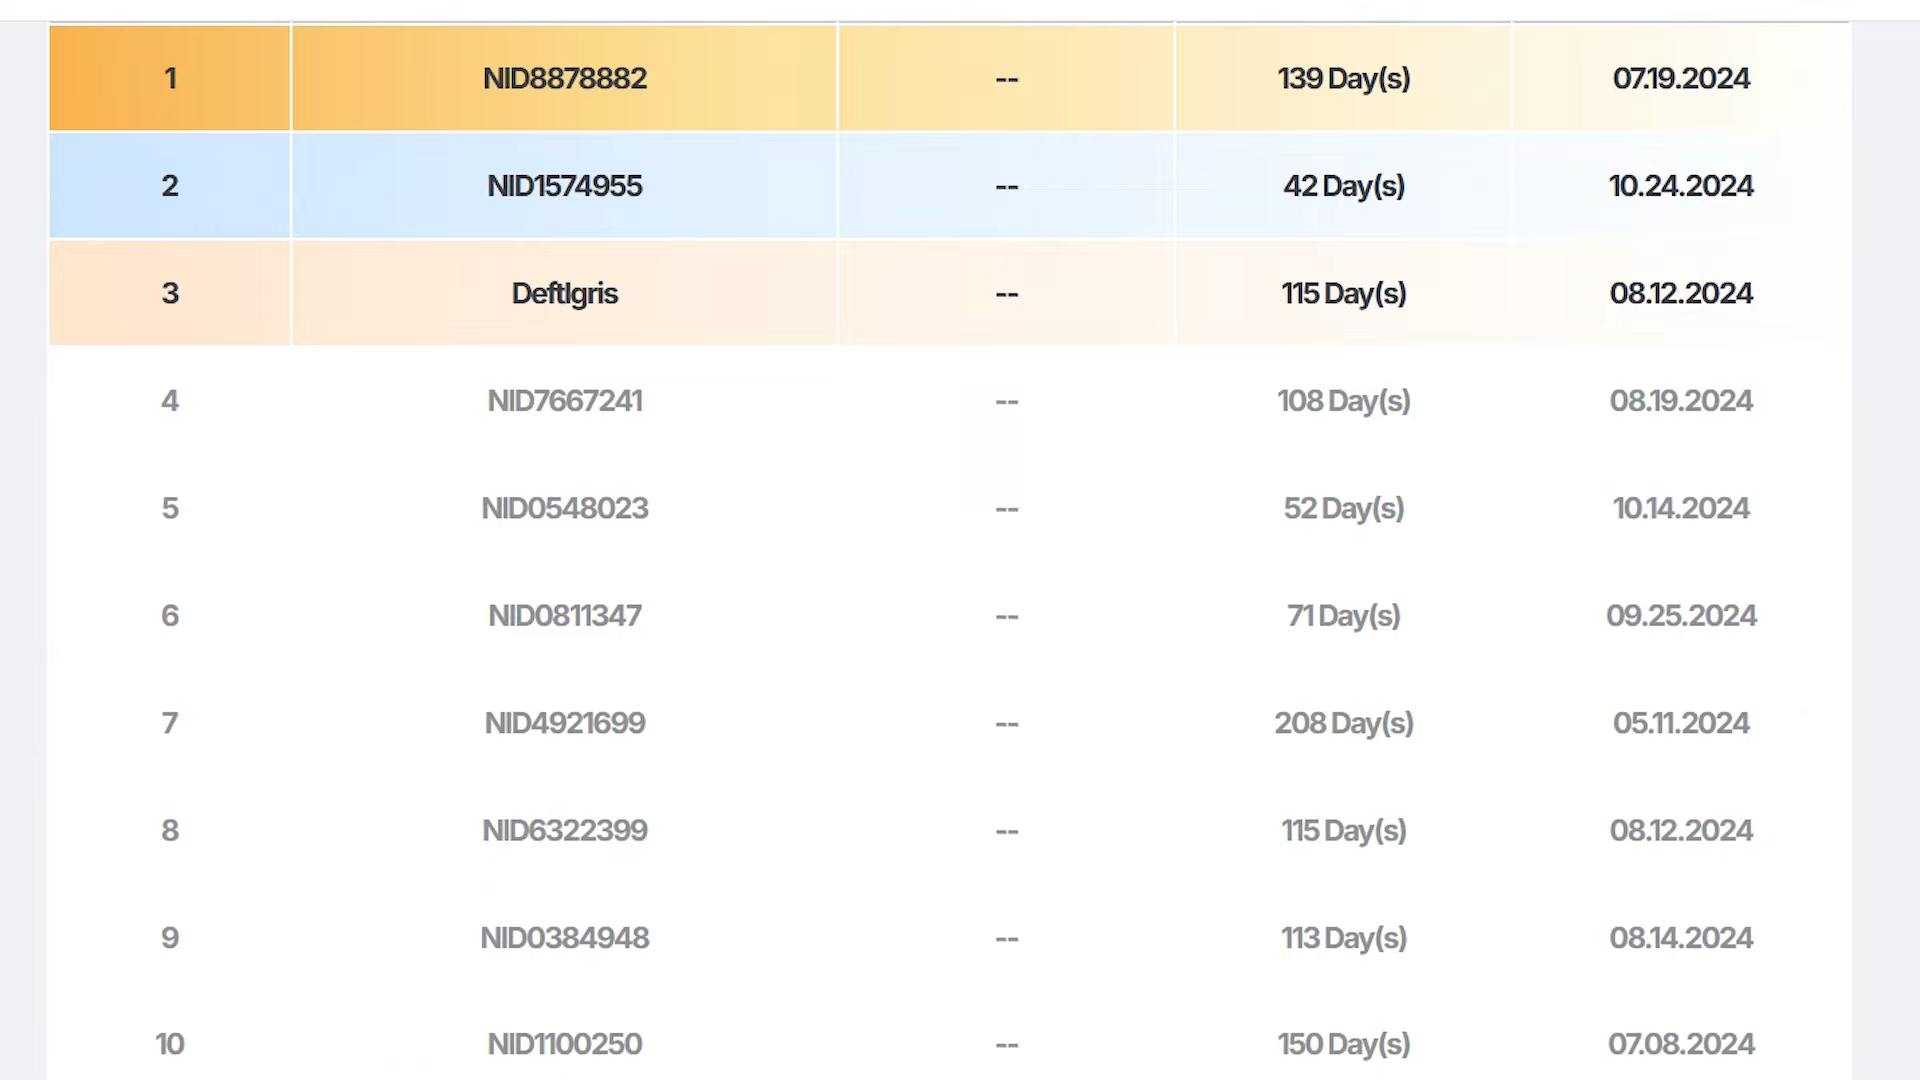 1 NID8878882 -- 139 Day(s) 07.19.2024
2 NID1574955 -- 42 Day(s) 10.24.2024
3 DeftIgris -- 115 Day(s) 08.12.2024
4 NID7667241 -- 108 Day(s) 08.19.2024
5 NID0548023 -- 52 Day(s) 10.14.2024
6 NID0811347 -- 71 Day(s) 09.25.2024
7 NID4921699 -- 208 Day(s) 05.11.2024
8 NID6322399 -- 115 Day(s) 08.12.2024
9 NID0384948 -- 113 Day(s) 08.14.2024
10 NID1100250 -- 150 Day(s) 07.08.2024